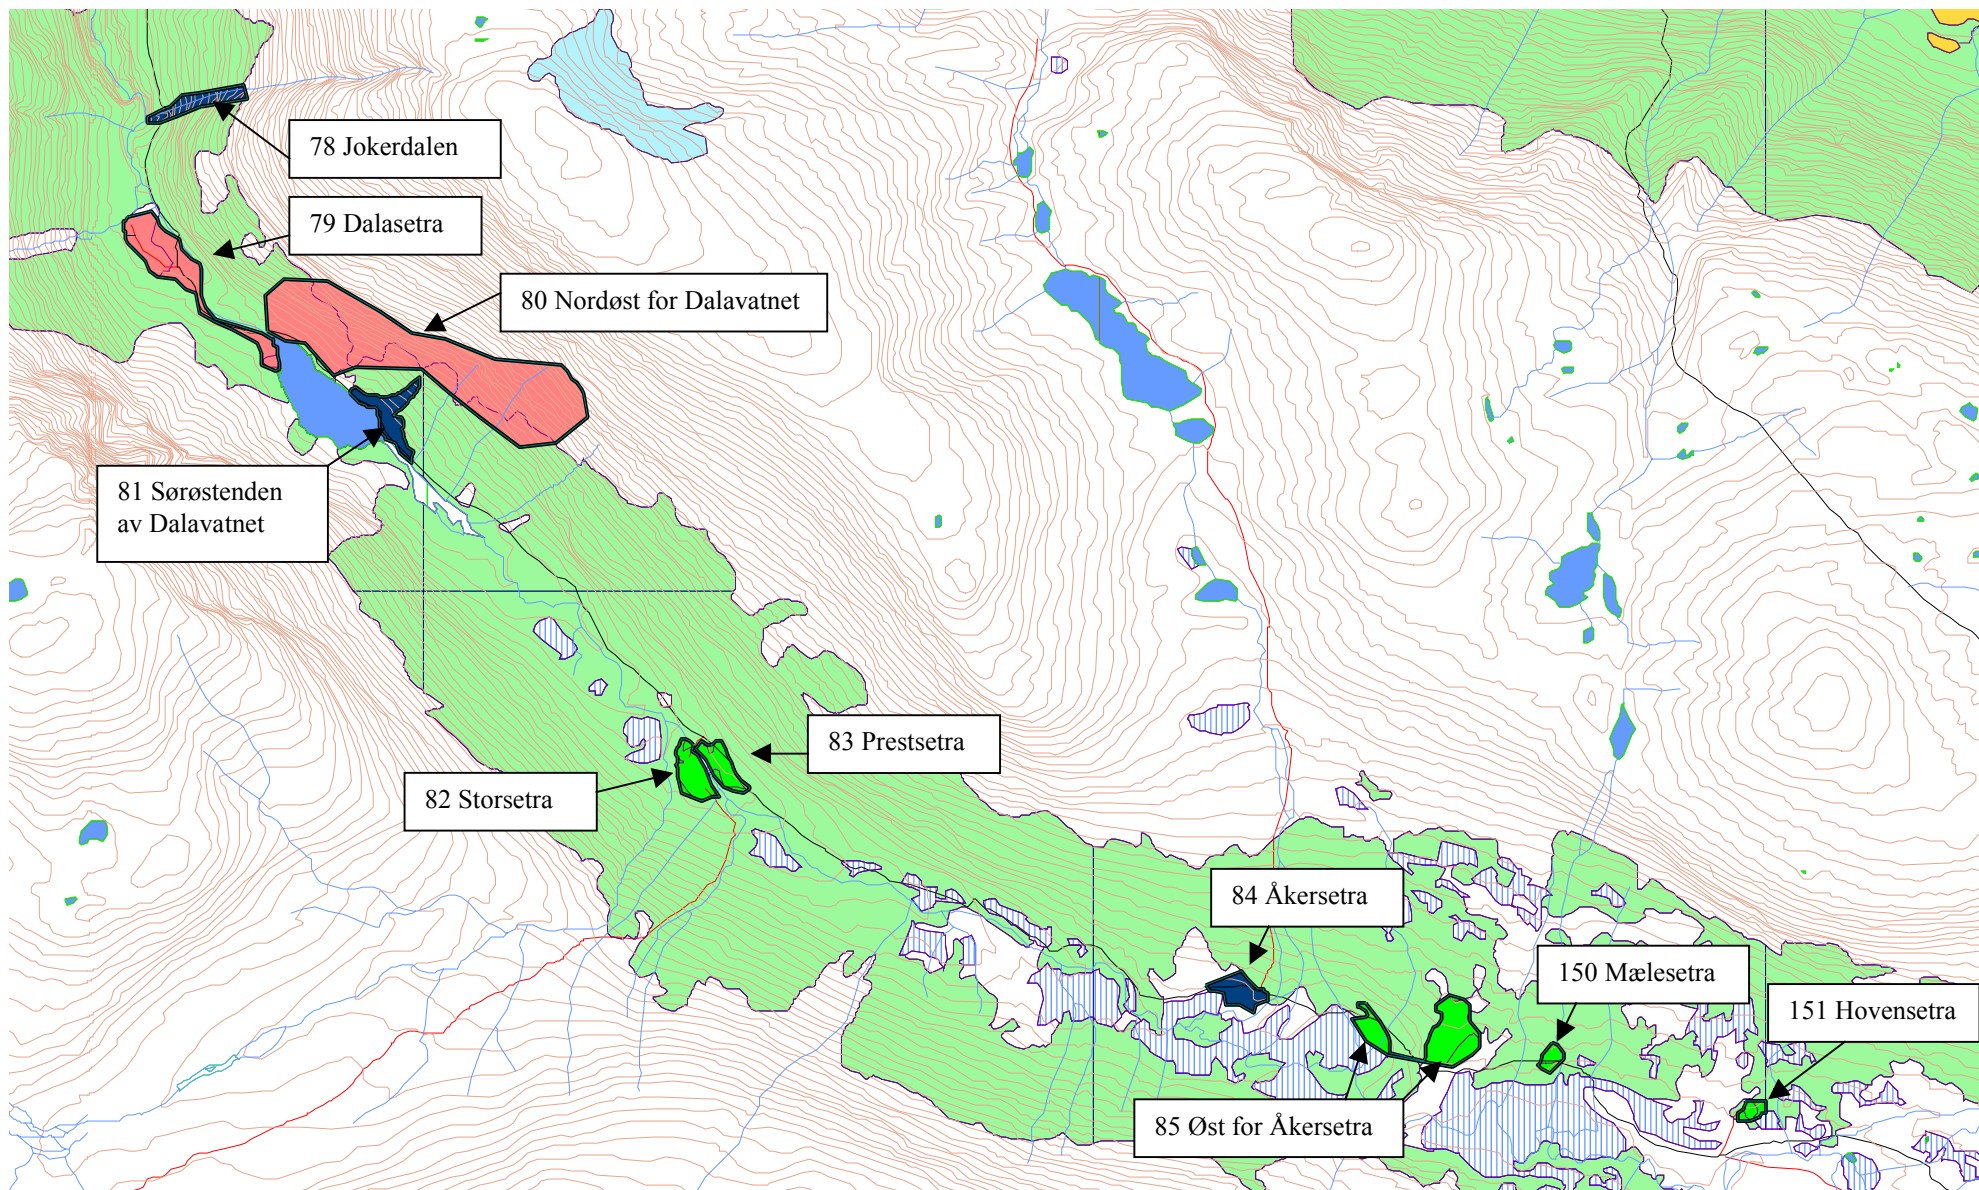 78 Jokerdalen
79 Dalasetra
80 Nordøst for Dalavatnet
81 Sørøstenden
av Dalavatnet
83 Prestsetra
82 Storsetra
84 Åkersetra
150 Mælesetra
151 Hovensetra
85 Øst for Åkersetra